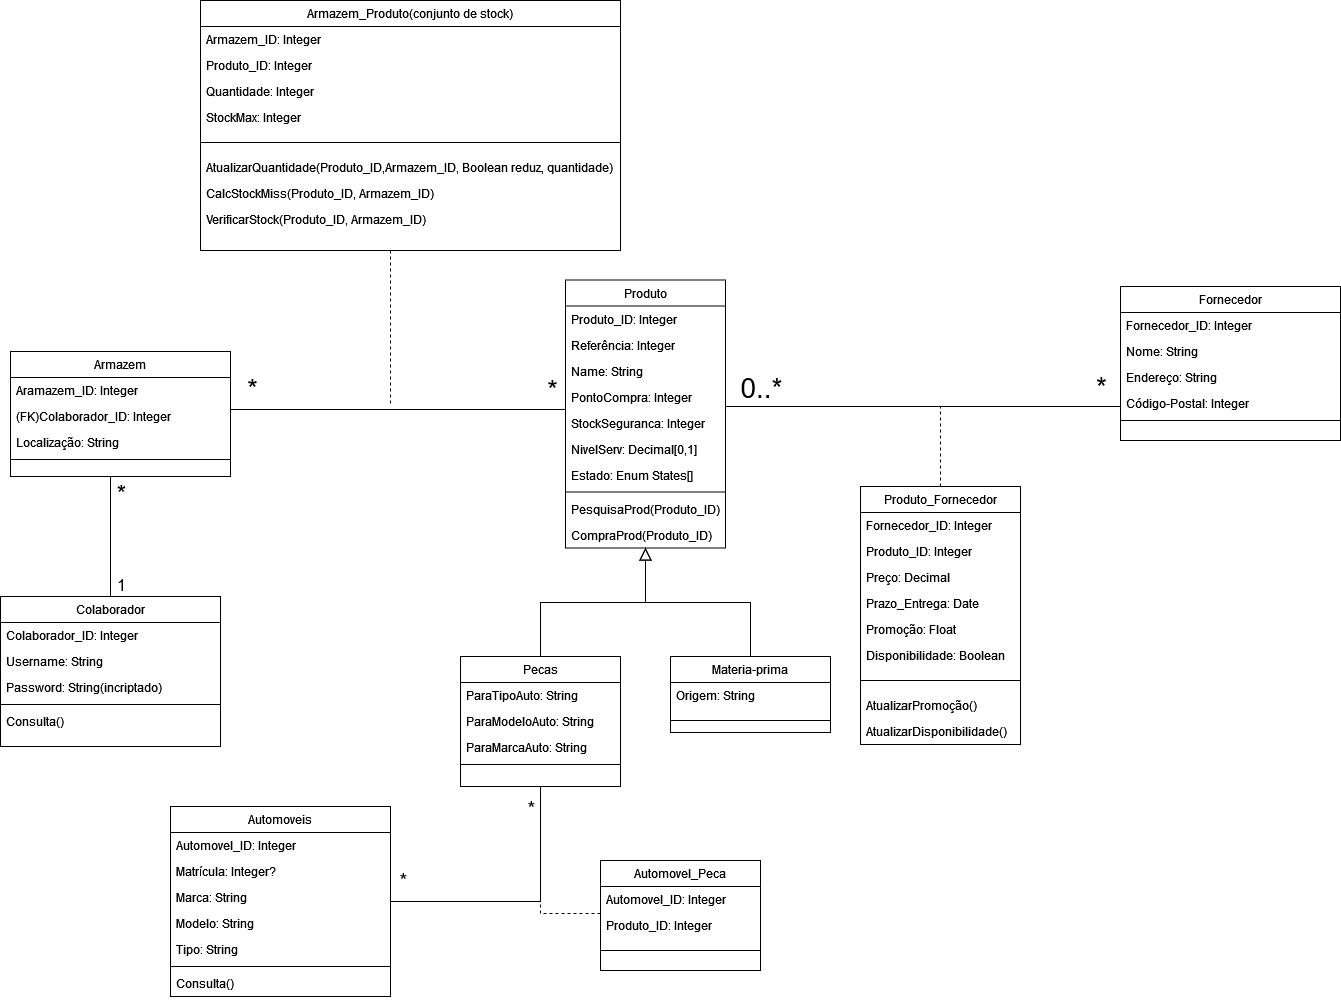 Armazem_Produto(conjunto de stock)
Armazem_ID: Integer
Produto_ID: Integer
Quantidade: Integer
StockMax: Integer
AtualizarQuantidade(Produto_ID,Armazem_ID, Boolean reduz, quantidade)
CalcStockMiss(Produto_ID, Armazem_ID)
VerificarStock(Produto_ID, Armazem_ID)
Armazem
Aramazem_ID: Integer
(FK)Colaborador_ID: Integer
Localização: String
*
*
*
1
Colaborador
Colaborador_ID: Integer
Username: String
Password: String(incriptado)
Consulta()
Produto
Produto_ID: Integer
Referência: Integer
Name: String
PontoCompra: Integer
StockSeguranca: Integer
NivelServ: Decimal[0,1]
Estado: Enum States[]
PesquisaProd(Produto_ID)
CompraProd(Produto_ID)
0..*
*
Fornecedor
Fornecedor_ID: Integer
Nome: String
Endereço: String
Código-Postal: Integer
Produto_Fornecedor
Fornecedor_ID: Integer
Produto_ID: Integer
Preço: Decimal
Prazo_Entrega: Date
Promoção: Float
Disponibilidade: Boolean
AtualizarPromoção()
AtualizarDisponibilidade()
Pecas
ParaTipoAuto: String
ParaModeloAuto: String
ParaMarcaAuto: String
Materia-prima
Origem: String
*
*
Automoveis
Automovel_ID: Integer
Matrícula: Integer?
Marca: String
Modelo: String
Tipo: String
Consulta()
Automovel_Peca
Automovel_ID: Integer
Produto_ID: Integer